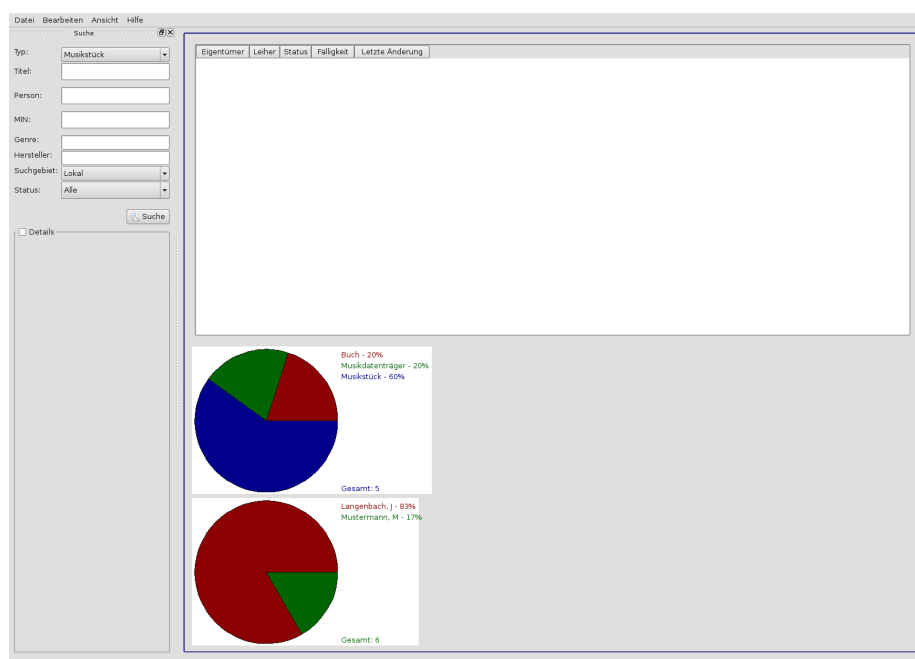 Datei Bearbeiten Ansicht Hilfe
Suche
Typ: Musikstück
Titel:
Person:
MIN:
Genre:
Hersteller:
Suchgebiet: Lokal
Status: Alle
Suche
Details
Eigentümer Leiher Status Fälligkeit Letzte Änderung
Buch - 20%
Musikdatenträger - 20%
Musikstück - 60%
Gesamt: 5
Langenbach, J - 83%
Mustermann, M - 17%
Gesamt: 6